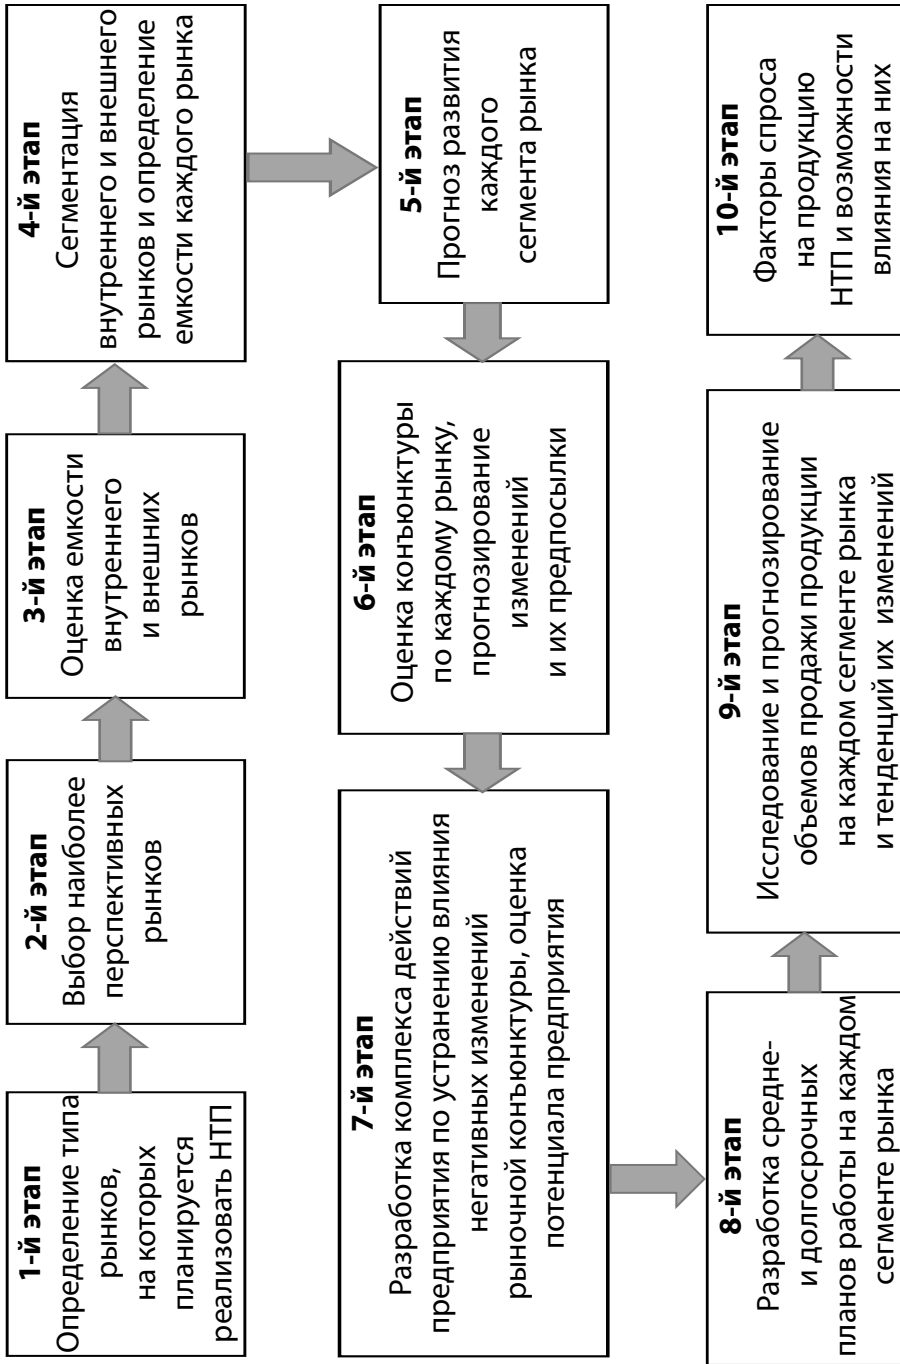 1-й этап
Определение типа
рынков,
на которых
планируется
реализовать НТП
2-й этап
Выбор наиболее
перспективных
рынков
3-й этап
Оценка емкости
внутреннего
и внешних
рынков
4-й этап
Сегментация
внутреннего и внешнего
рынков и определение
емкости каждого рынка
5-й этап
Прогноз развития
каждого
сегмента рынка
6-й этап
Оценка конъюнктуры
по каждому рынку,
прогнозирование
изменений
и их предпосылки
7-й этап
Разработка комплекса действий
предприятия по устранению влияния
негативных изменений
рыночной конъюнктуры, оценка
потенциала предприятия
8-й этап
Разработка средне-
и долгосрочных
планов работы на каждом
сегменте рынка
9-й этап
Исследование и прогнозирование
объемов продажи продукции
на каждом сегменте рынка
и тенденций их изменений
10-й этап
Факторы спроса
на продукцию
НТП и возможности
влияния на них